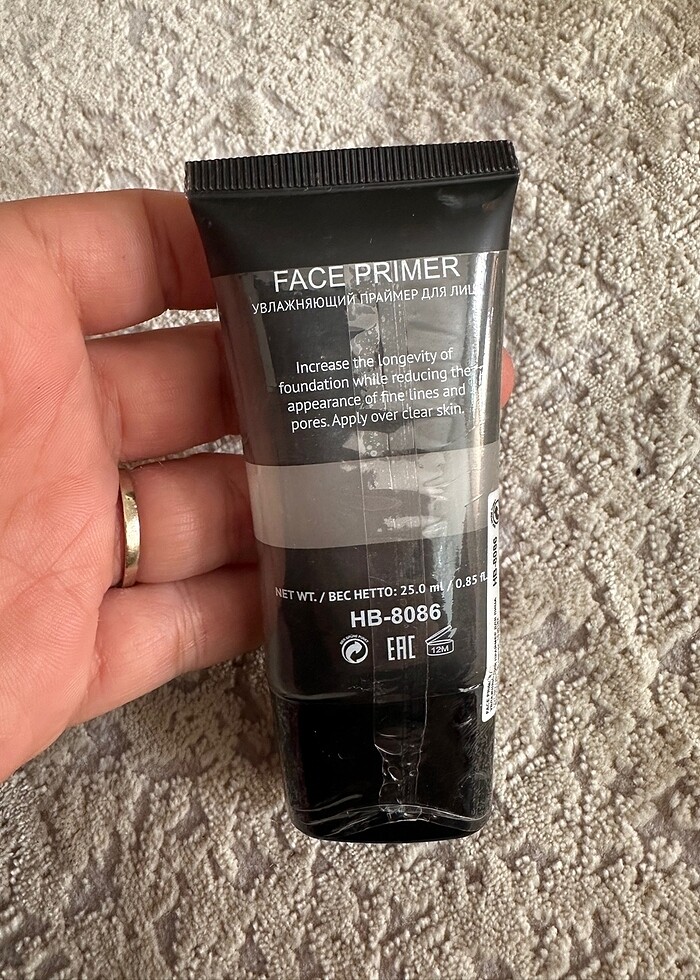 FACE PRIMER
УВЛАЖНЯЮЩИЙ ПРАЙМЕР ДЛЯ ЛИЦ
Increase the longevity of
foundation while reducing the
appearance of fine lines and
pores. Apply over clear skin.
NET WT. / ВЕС НЕТТО: 25.0 ml / 0.85 fl.
HB-8086
EAC
12M
HB-8086